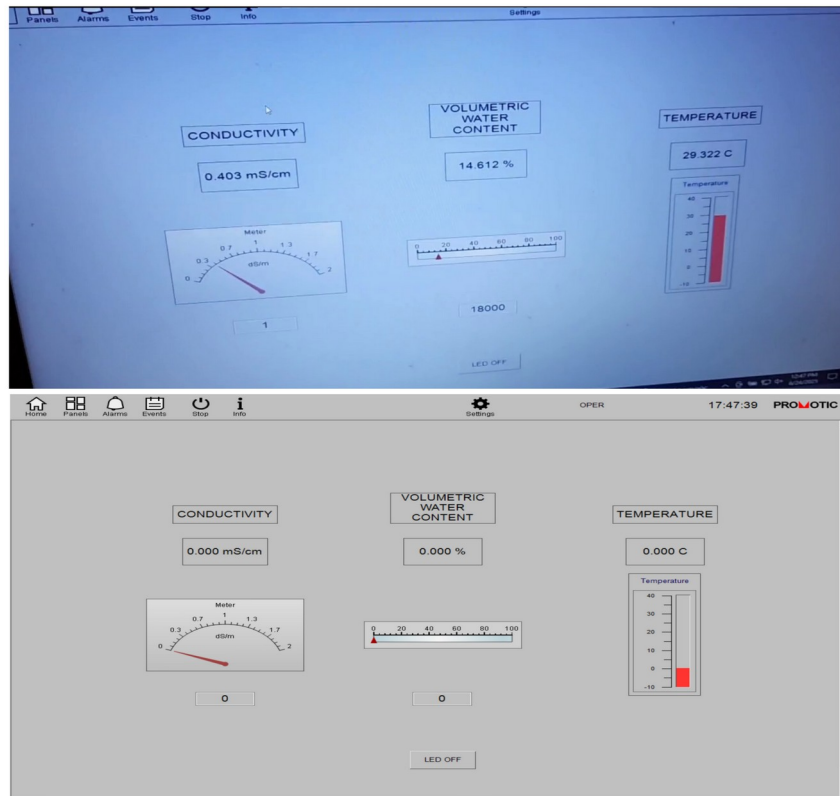 Panels Alarms Events Stop Info Settings
CONDUCTIVITY
0.403 mS/cm
Meter
0 0.3 0.7 1 1.3 1.7 2
dS/m
1
VOLUMETRIC
WATER
CONTENT
14.612 %
0 20 40 60 80 100
18000
LED OFF
TEMPERATURE
29.322 C
Temperature
40
30
20
10
0
-10
Home Panels Alarms Events Stop Info Settings OPER 17:47:39 PROMOTIC
CONDUCTIVITY
0.000 mS/cm
Meter
0 0.3 0.7 1 1.3 1.7 2
dS/m
0
VOLUMETRIC
WATER
CONTENT
0.000 %
0 20 40 60 80 100
0
LED OFF
TEMPERATURE
0.000 C
Temperature
40
30
20
10
0
-10